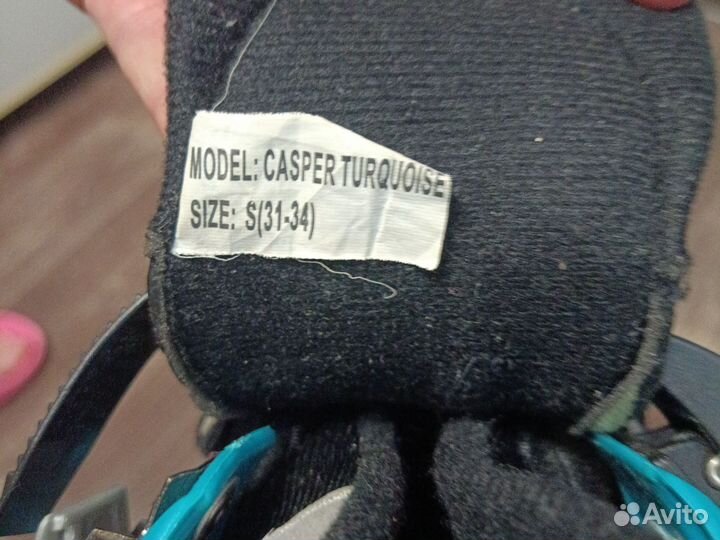 MODEL: CASPER TURQUOISE
SIZE: S(31-34)
Avito